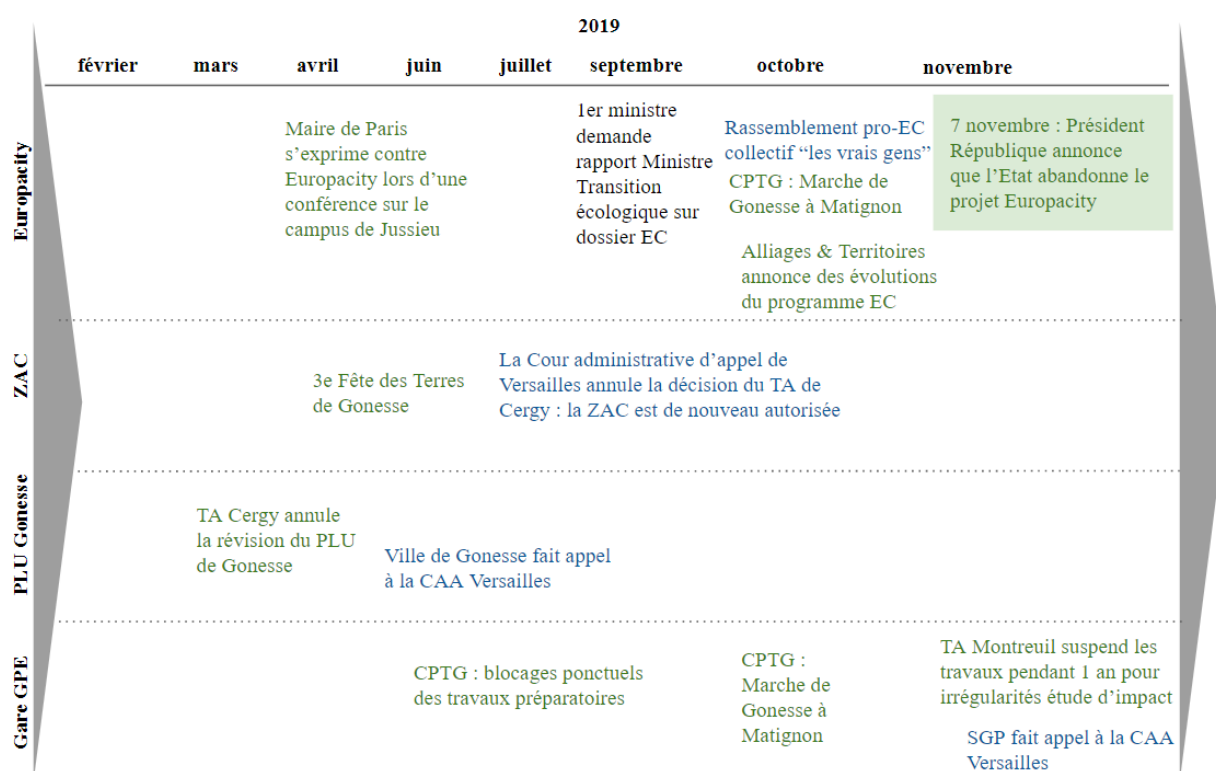 2019
février mars avril juin juillet septembre octobre novembre
Europacity
Maire de Paris
s’exprime contre
Europacity lors d’une
conférence sur le
campus de Jussieu
1er ministre
demande
rapport Ministre
Transition
écologique sur
dossier EC
Rassemblement pro-EC
collectif “les vrais gens”
CPTG : Marche de
Gonesse à Matignon
Alliages & Territoires
annonce des évolutions
du programme EC
7 novembre : Président
République annonce
que l’Etat abandonne le
projet Europacity
ZAC
3e Fête des Terres
de Gonesse
La Cour administrative d’appel de
Versailles annule la décision du TA de
Cergy : la ZAC est de nouveau autorisée
PLU Gonesse
TA Cergy annule
la révision du PLU
de Gonesse
Ville de Gonesse fait appel
à la CAA Versailles
Gare GPE
CPTG : blocages ponctuels
des travaux préparatoires
CPTG :
Marche de
Gonesse à
Matignon
TA Montreuil suspend les
travaux pendant 1 an pour
irrégularités étude d’impact
SGP fait appel à la CAA
Versailles